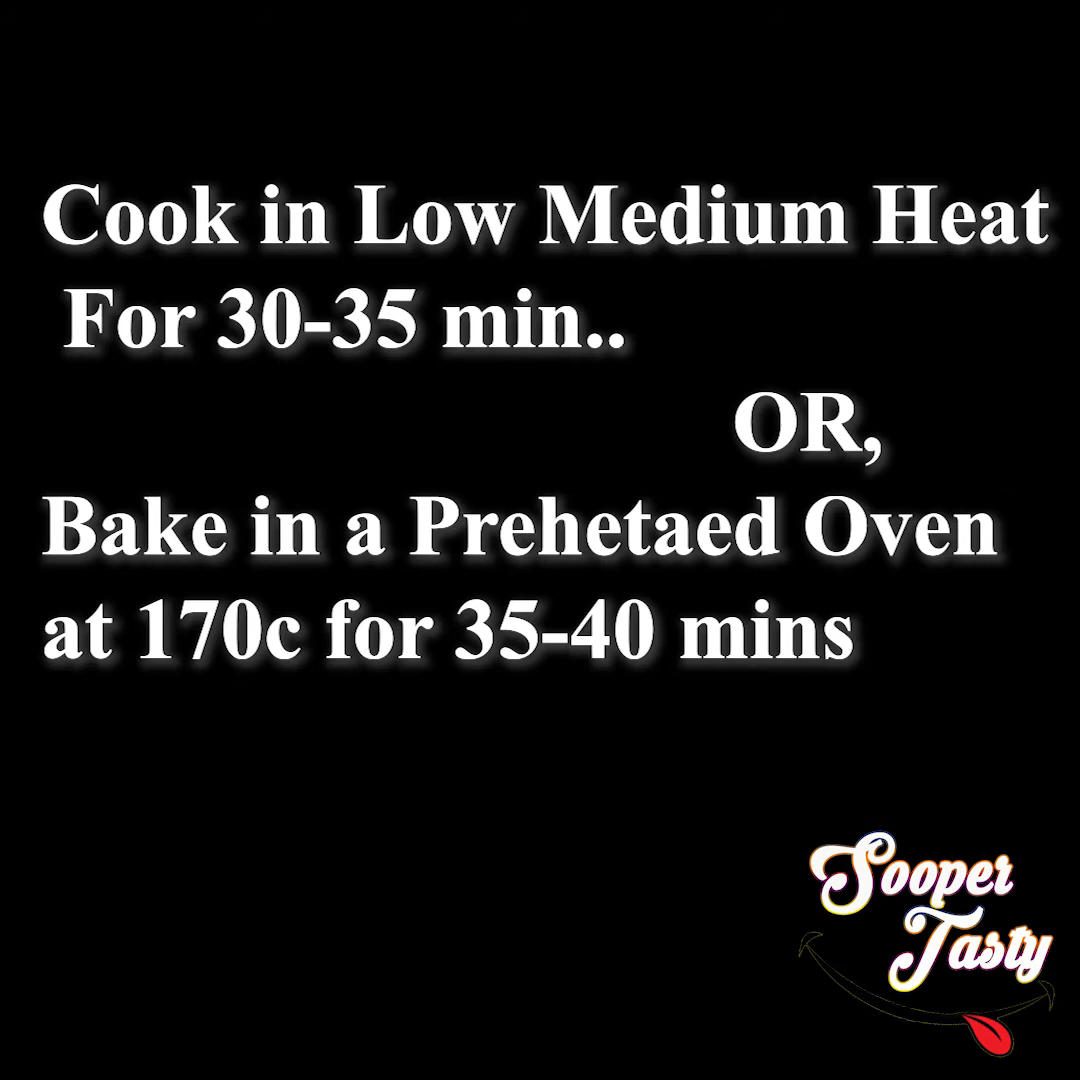 Cook in Low Medium Heat
For 30-35 min..
OR,
Bake in a Prehetaed Oven
at 170c for 35-40 mins
Sooper
Tasty